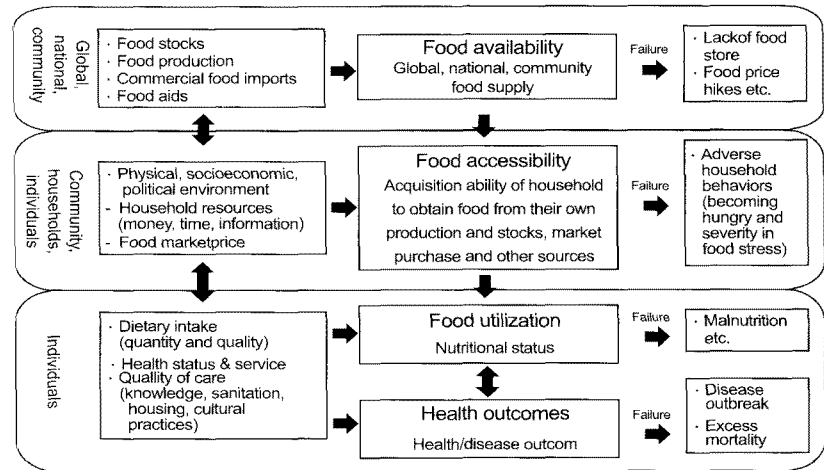 Global,
national,
community
· Food stocks
· Food production
· Commercial food imports
· Food aids
Food availability
Global, national, community
food supply
Failure
· Lackof food
store
· Food price
hikes etc.
Community,
households,
individuals
· Physical, socioeconomic,
political environment
- Household resources
(money, time, information)
- Food marketprice
Food accessibility
Acquisition ability of household
to obtain food from their own
production and stocks, market
purchase and other sources
Failure
· Adverse
household
behaviors
(becoming
hungry and
severity in
food stress)
Individuals
· Dietary intake
(quantity and quality)
· Health status & service
· Quallity of care
(knowledge, sanitation,
housing, cultural
practices)
Food utilization
Nutritional status
Failure
· Malnutrition
etc.
Health outcomes
Health/disease outcom
Failure
· Disease
outbreak
· Excess
mortality